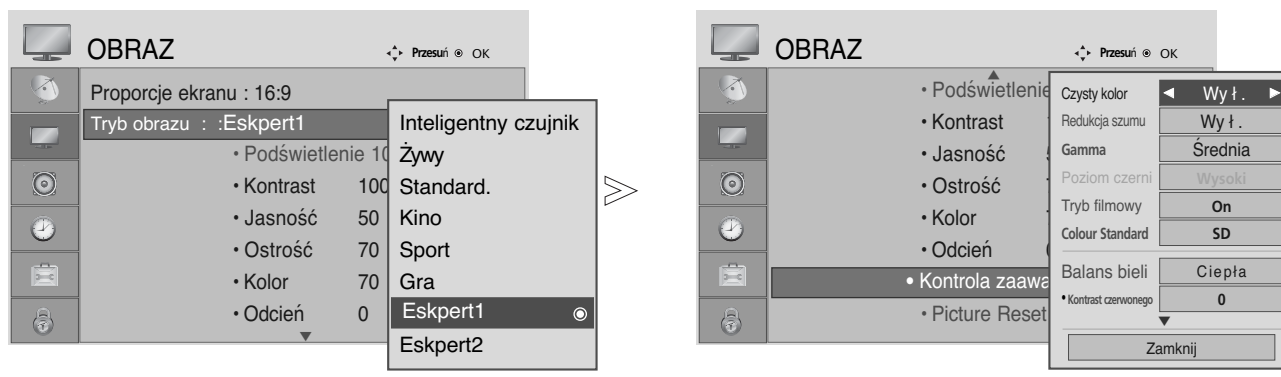 OBRAZ
Przesuń OK
Proporcje ekranu : 16:9
Tryb obrazu : :Eskpert1
• Podświetlenie 10
• Kontrast 100
• Jasność 50
• Ostrość 70
• Kolor 70
• Odcień 0
Inteligentny czujnik
Żywy
Standard.
Kino
Sport
Gra
Eskpert1
Eskpert2
OBRAZ
Przesuń OK
• Podświetlenie
• Kontrast
• Jasność
• Ostrość
• Kolor
• Odcień
• Kontrola zaawa
• Picture Reset
Czysty kolor Wył.
Redukcja szumu Wył.
Gamma Średnia
Poziom czerni Wysoki
Tryb filmowy On
Colour Standard SD
Balans bieli Ciepła
• Kontrast czerwonego 0
Zamknij